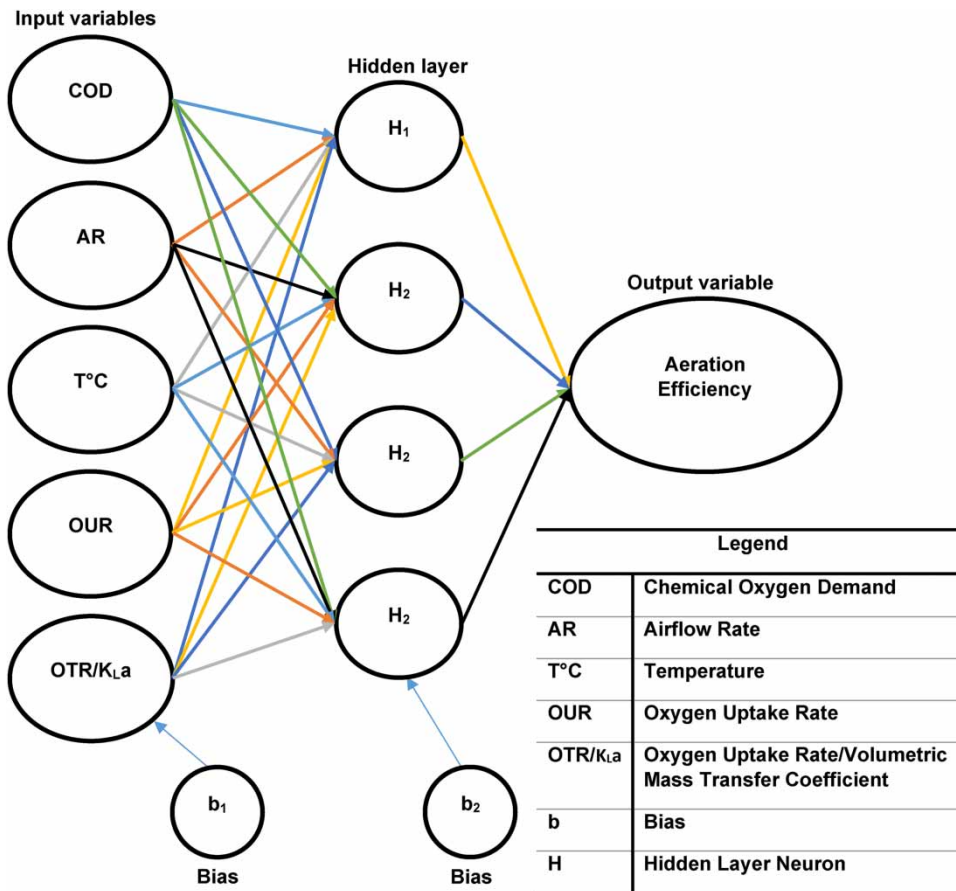 Input variables
COD
AR
T°C
OUR
OTR/KLa
Hidden layer
H1
H2
H2
H2
Output variable
Aeration
Efficiency
b1
Bias
b2
Bias
Legend
COD Chemical Oxygen Demand
AR Airflow Rate
T°C Temperature
OUR Oxygen Uptake Rate
OTR/KLa Oxygen Uptake Rate/Volumetric
Mass Transfer Coefficient
b Bias
H Hidden Layer Neuron